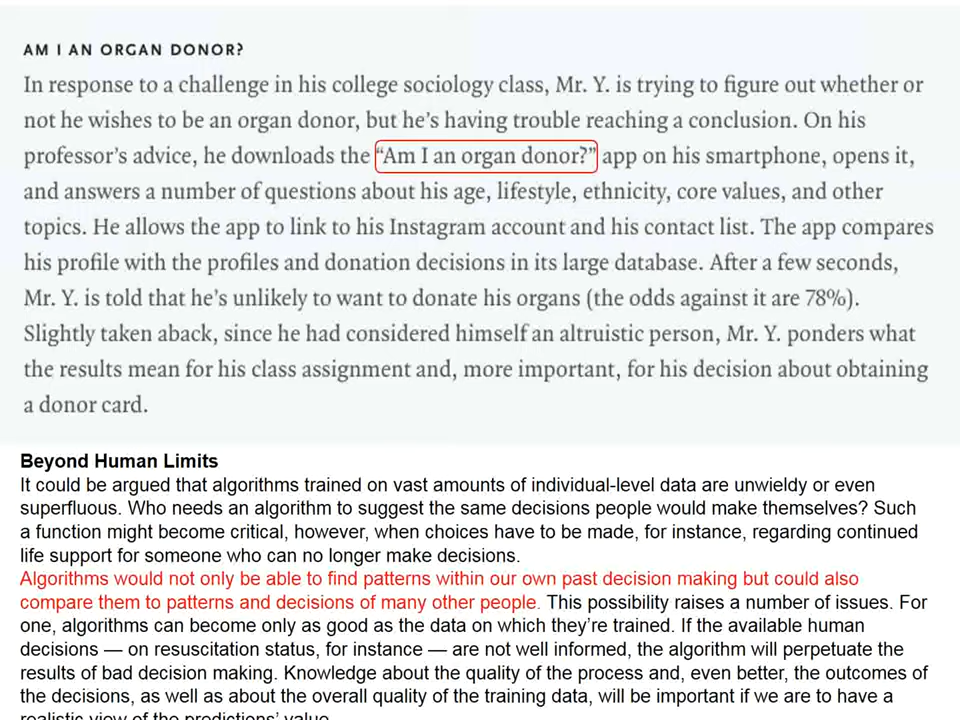 AM I AN ORGAN DONOR?
In response to a challenge in his college sociology class, Mr. Y. is trying to figure out whether or
not he wishes to be an organ donor, but he's having trouble reaching a conclusion. On his
professor's advice, he downloads the “Am I an organ donor?” app on his smartphone, opens it,
and answers a number of questions about his age, lifestyle, ethnicity, core values, and other
topics. He allows the app to link to his Instagram account and his contact list. The app compares
his profile with the profiles and donation decisions in its large database. After a few seconds,
Mr. Y. is told that he's unlikely to want to donate his organs (the odds against it are 78%).
Slightly taken aback, since he had considered himself an altruistic person, Mr. Y. ponders what
the results mean for his class assignment and, more important, for his decision about obtaining
a donor card.
Beyond Human Limits
It could be argued that algorithms trained on vast amounts of individual-level data are unwieldy or even
superfluous. Who needs an algorithm to suggest the same decisions people would make themselves? Such
a function might become critical, however, when choices have to be made, for instance, regarding continued
life support for someone who can no longer make decisions.
Algorithms would not only be able to find patterns within our own past decision making but could also
compare them to patterns and decisions of many other people. This possibility raises a number of issues. For
one, algorithms can become only as good as the data on which they're trained. If the available human
decisions — on resuscitation status, for instance — are not well informed, the algorithm will perpetuate the
results of bad decision making. Knowledge about the quality of the process and, even better, the outcomes of
the decisions, as well as about the overall quality of the training data, will be important if we are to have a
realistic view of the predictions' value